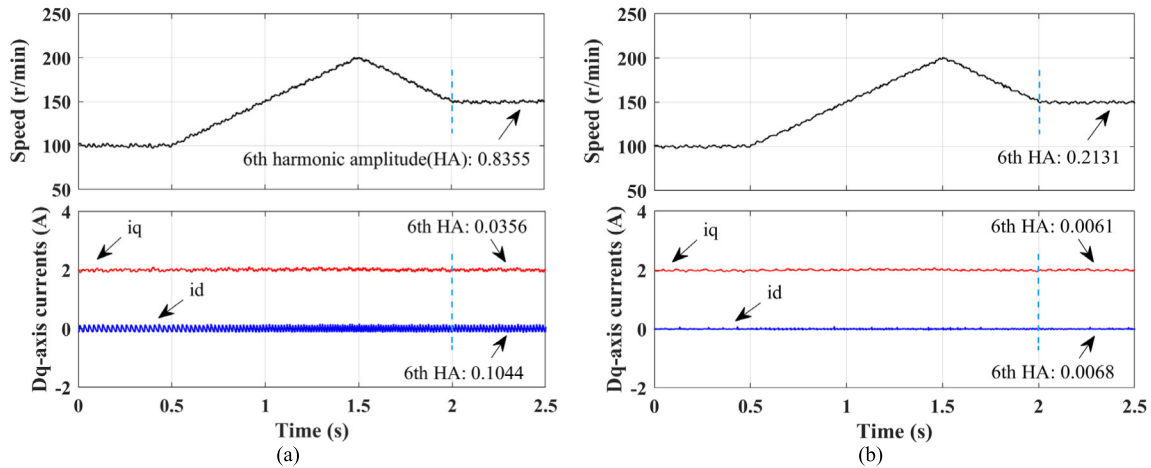 250
200
150
100
50
Speed (r/min)
6th harmonic amplitude(HA): 0.8355
4
2
0
-2
Dq-axis currents (A)
iq
id
6th HA: 0.0356
6th HA: 0.1044
0 0.5 1 1.5 2 2.5
Time (s)
(a)
250
200
150
100
50
Speed (r/min)
6th HA: 0.2131
4
2
0
-2
Dq-axis currents (A)
iq
id
6th HA: 0.0061
6th HA: 0.0068
0 0.5 1 1.5 2 2.5
Time (s)
(b)